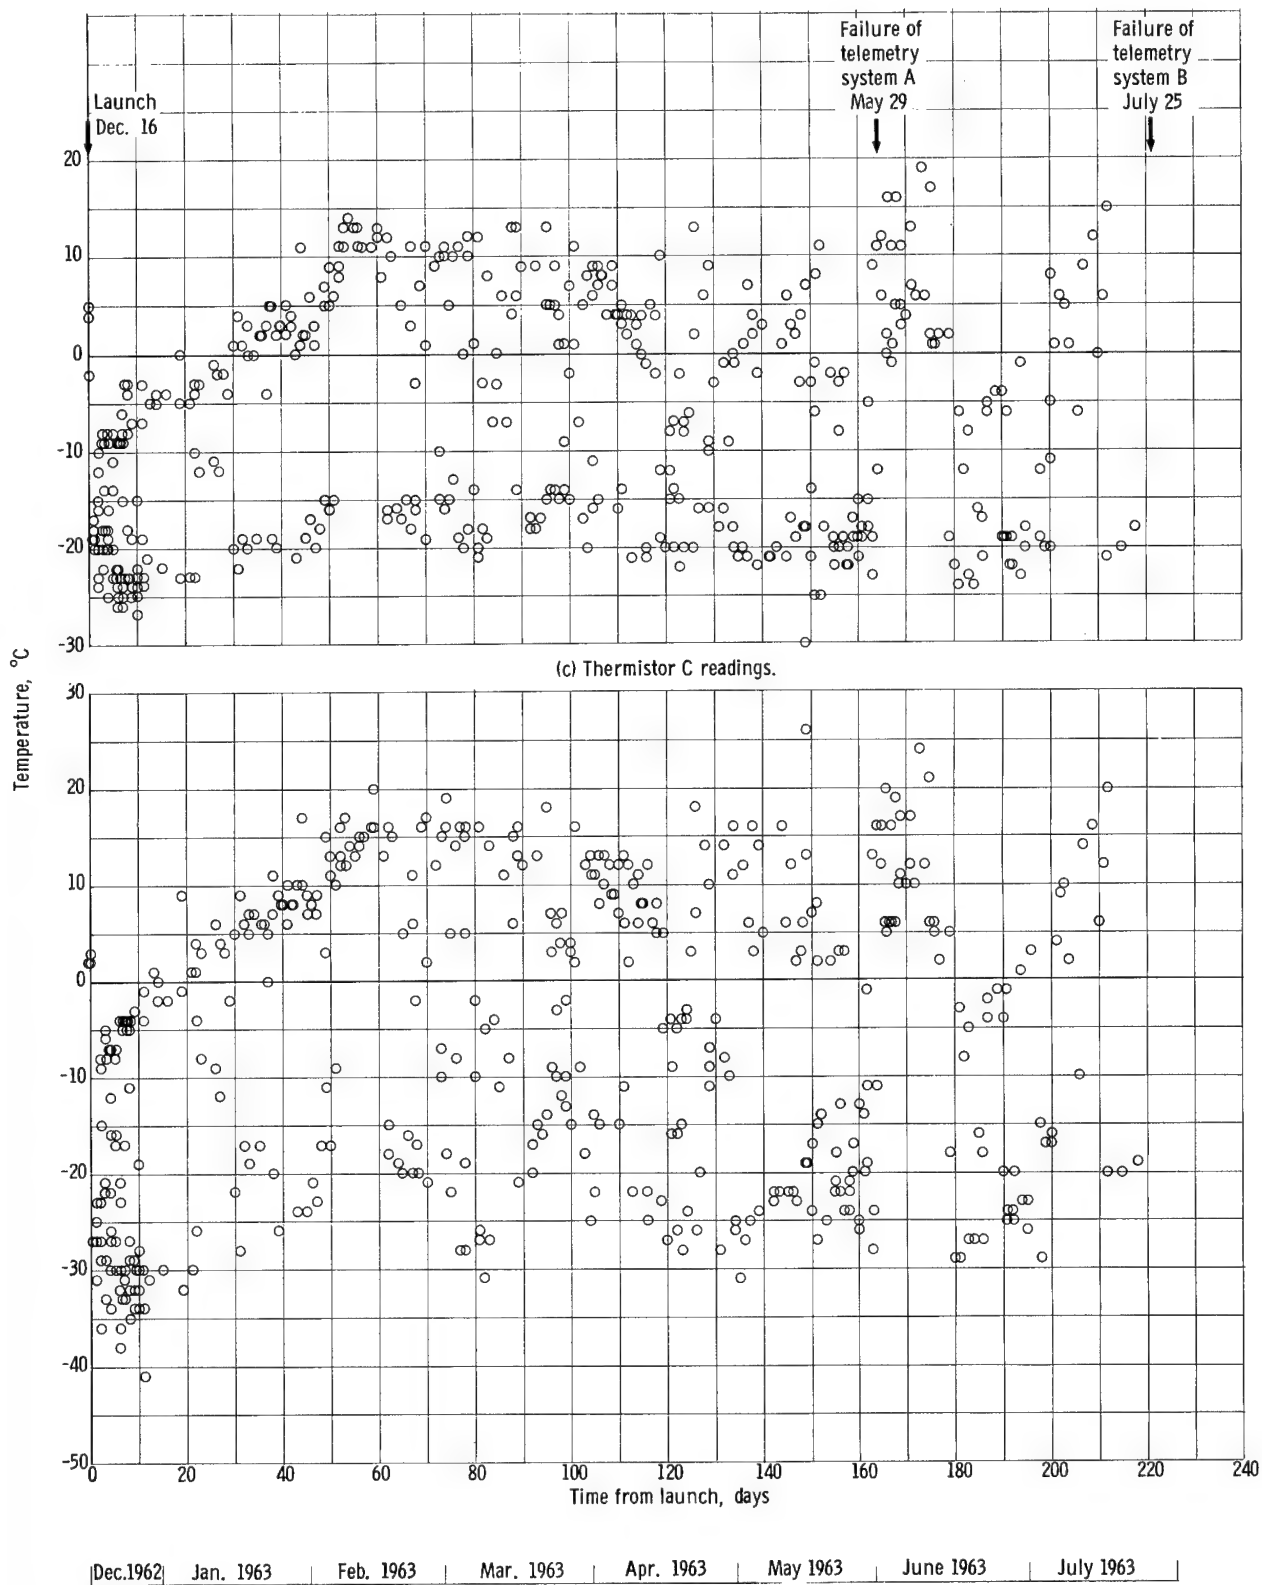 Failure of
telemetry
system A
May 29
Failure of
telemetry
system B
July 25
Launch
Dec. 16
20
10
0
-10
-20
-30
(c) Thermistor C readings.
Temperature, °C
30
20
10
0
-10
-20
-30
-40
-50
0 20 40 60 80 100 120 140 160 180 200 220 240
Time from launch, days
Dec.1962 Jan. 1963 Feb. 1963 Mar. 1963 Apr. 1963 May 1963 June 1963 July 1963